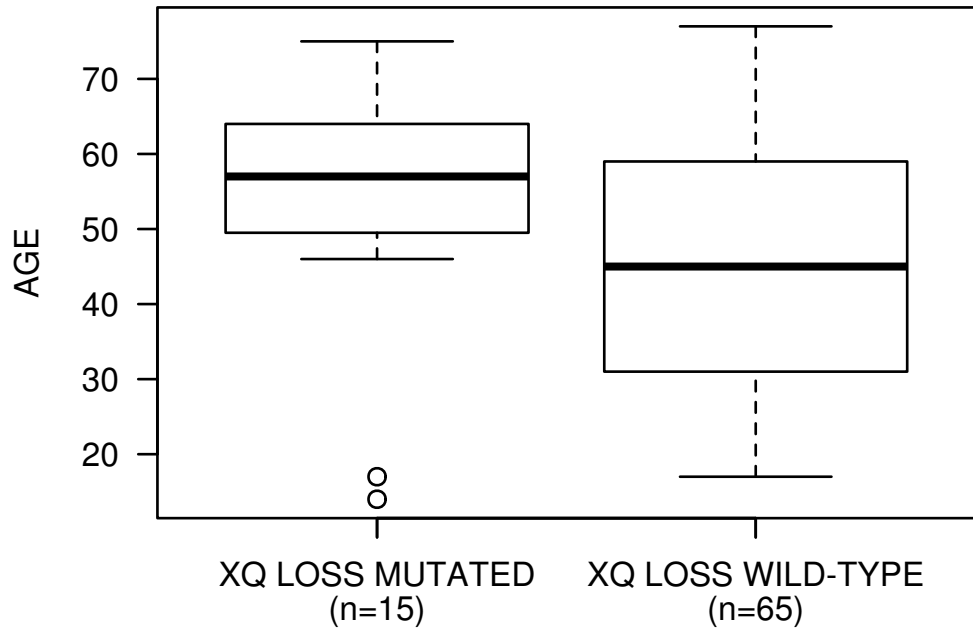 AGE
70
60
50
40
30
20
XQ LOSS MUTATED
(n=15)
XQ LOSS WILD-TYPE
(n=65)